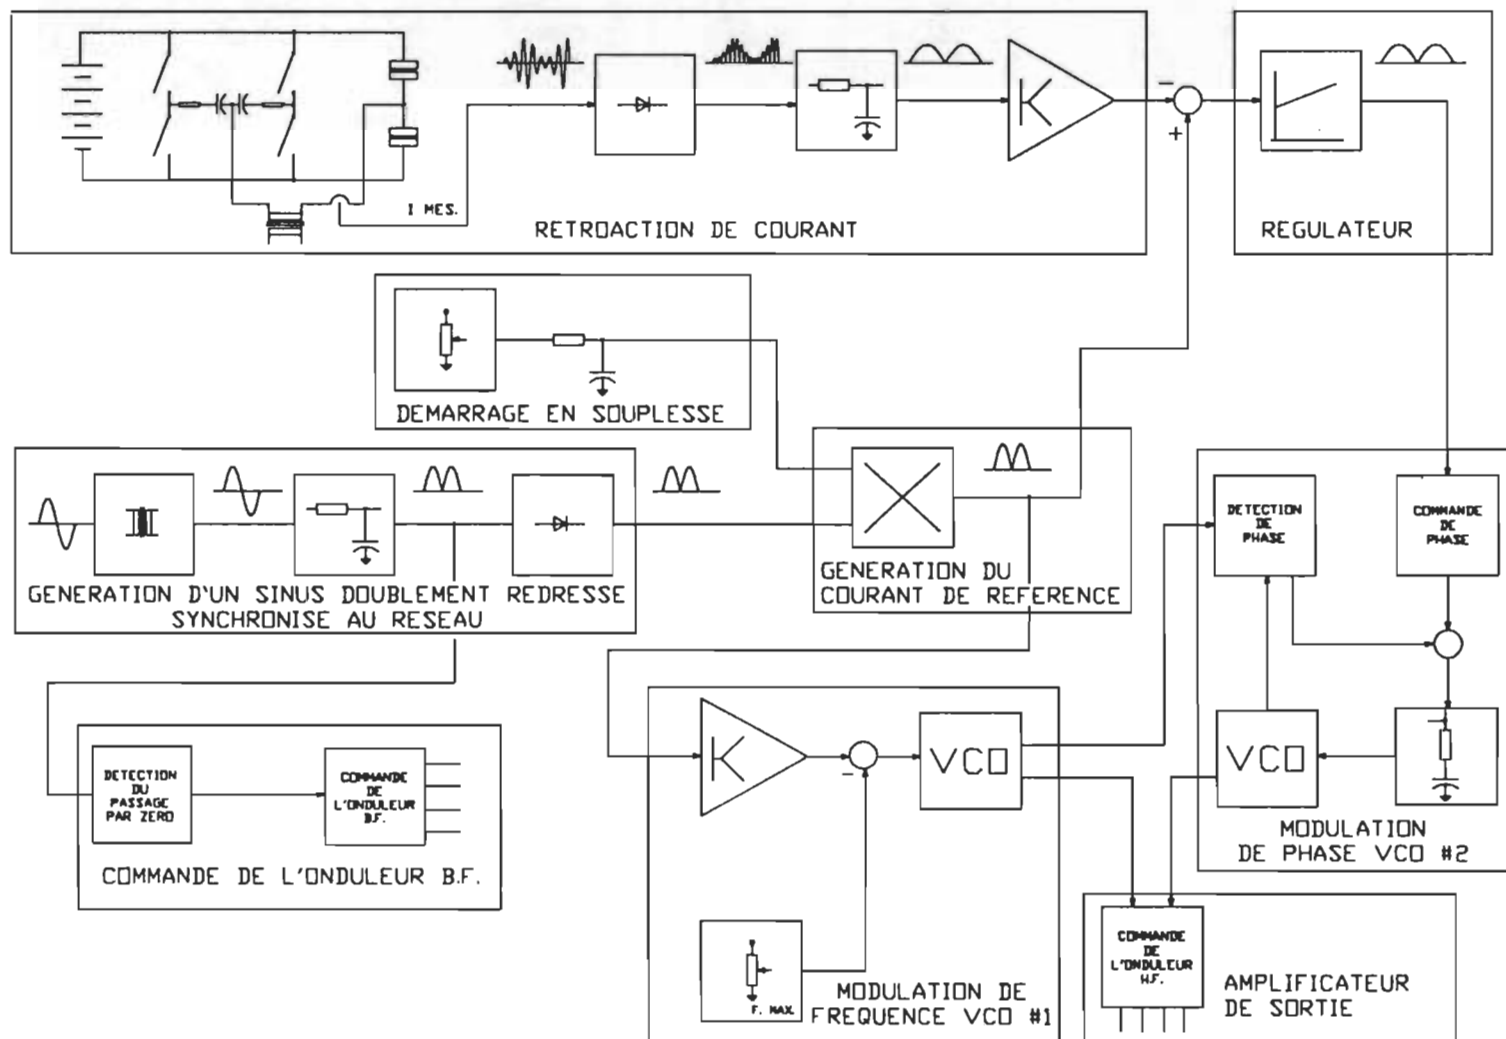 I MES.
K
-
+
RETROACTION DE COURANT
REGULATEUR
DEMARRAGE EN SOUPLESSE
GENERATION D'UN SINUS DOUBLEMENT REDRESSE
SYNCHRONISE AU RESEAU
GENERATION DU
COURANT DE REFERENCE
DETECTION
DE
PHASE
COMMANDE
DE
PHASE
VCO
MODULATION
DE PHASE VCO #2
DETECTION
DU
PASSAGE
PAR ZERO
COMMANDE
DE
L'ONDULEUR
B.F.
COMMANDE DE L'ONDULEUR B.F.
K
-
VCO
F. MAX.
MODULATION DE
FREQUENCE VCO #1
COMMANDE
DE
L'ONDULEUR
H.F.
AMPLIFICATEUR
DE SORTIE